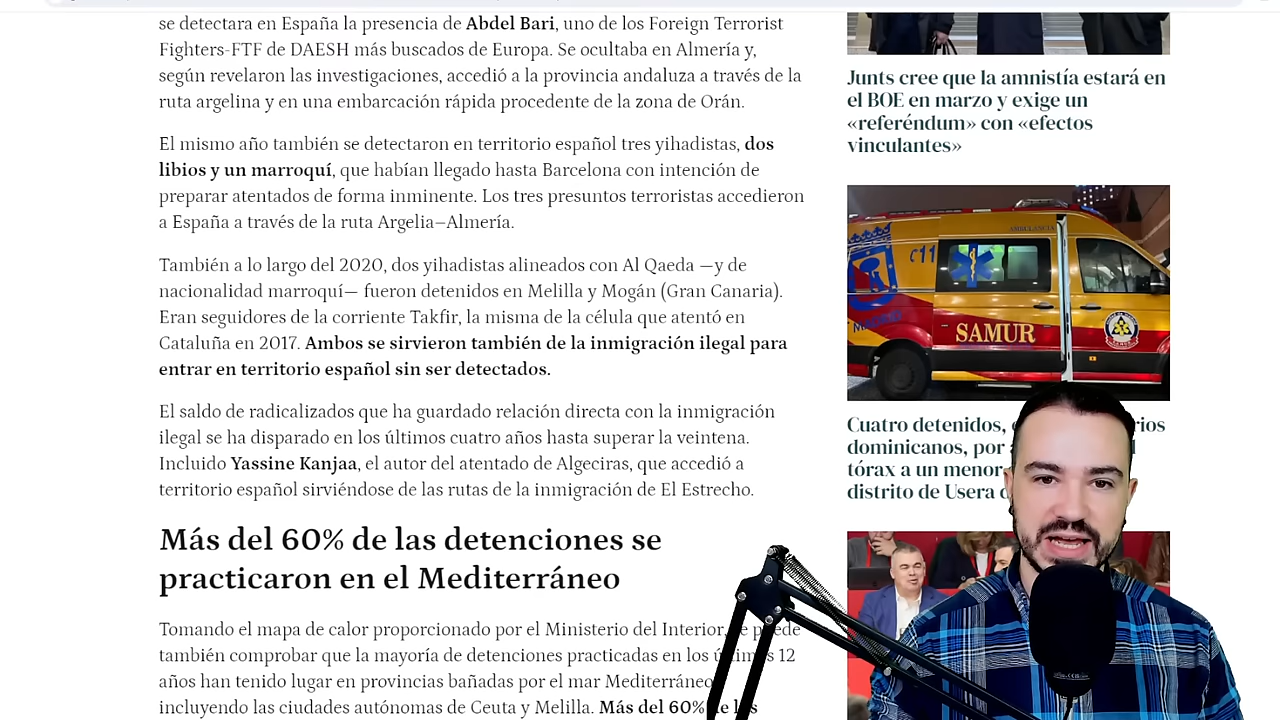 se detectara en España la presencia de Abdel Bari, uno de los Foreign Terrorist
Fighters-FTF de DAESH más buscados de Europa. Se ocultaba en Almería y,
según revelaron las investigaciones, accedió a la provincia andaluza a través de la
ruta argelina y en una embarcación rápida procedente de la zona de Orán.
El mismo año también se detectaron en territorio español tres yihadistas, dos
libios y un marroquí, que habían llegado hasta Barcelona con intención de
preparar atentados de forma inminente. Los tres presuntos terroristas accedieron
a España a través de la ruta Argelia–Almería.
También a lo largo del 2020, dos yihadistas alineados con Al Qaeda —y de
nacionalidad marroquí— fueron detenidos en Melilla y Mogán (Gran Canaria).
Eran seguidores de la corriente Takfir, la misma de la célula que atentó en
Cataluña en 2017. Ambos se sirvieron también de la inmigración ilegal para
entrar en territorio español sin ser detectados.
El saldo de radicalizados que ha guardado relación directa con la inmigración
ilegal se ha disparado en los últimos cuatro años hasta superar la veintena.
Incluido Yassine Kanjaa, el autor del atentado de Algeciras, que accedió a
territorio español sirviéndose de las rutas de la inmigración de El Estrecho.
Más del 60% de las detenciones se
practicaron en el Mediterráneo
Tomando el mapa de calor proporcionado por el Ministerio del Interior, se puede
también comprobar que la mayoría de detenciones practicadas en los últimos 12
años han tenido lugar en provincias bañadas por el mar Mediterráneo
incluyendo las ciudades autónomas de Ceuta y Melilla. Más del 60% de las
Junts cree que la amnistía estará en
el BOE en marzo y exige un
«referéndum» con «efectos
vinculantes»
AMBULANCIA
SAMUR
Cuatro detenidos,
dominicanos, por
tórax a un menor
distrito de Usera